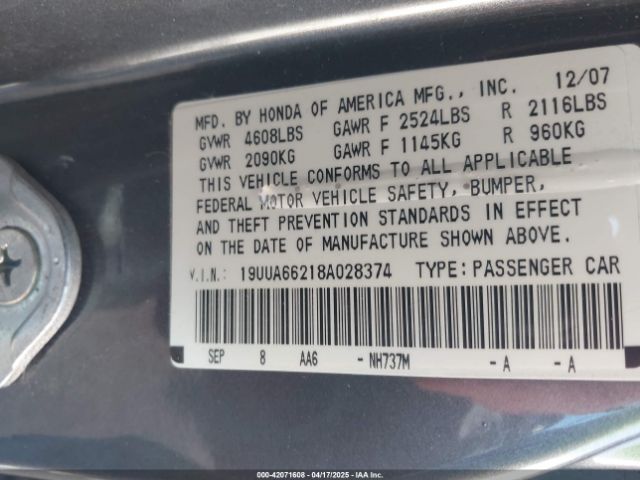 MFD. BY HONDA OF AMERICA MFG., INC. 12/07
GVWR 4608LBS GAWR F 2524LBS R 2116LBS
GVWR 2090KG GAWR F 1145KG R 960KG
THIS VEHICLE CONFORMS TO ALL APPLICABLE
FEDERAL MOTOR VEHICLE SAFETY, BUMPER,
AND THEFT PREVENTION STANDARDS IN EFFECT
ON THE DATE OF MANUFACTURE SHOWN ABOVE.
V.I.N.: 19UUA66218A028374 TYPE: PASSENGER CAR
SEP 8 AA6 - NH737M - A - A
000-42071608 - 04/17/2025 - IAAI.COM